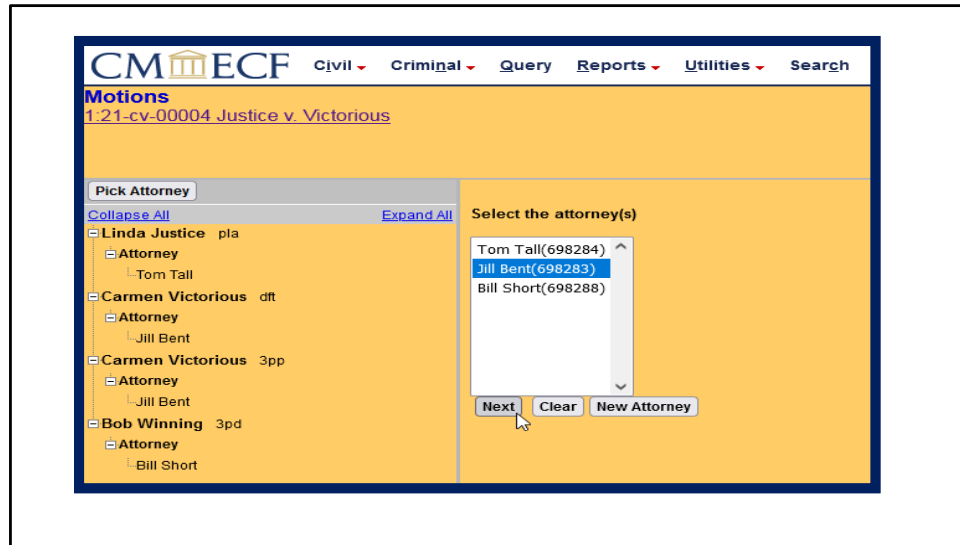 CM ECF Civil Criminal Query Reports Utilities Search
Motions
1:21-cv-00004 Justice v. Victorious
Pick Attorney
Collapse All Expand All
Linda Justice pla
Attorney
Tom Tall
Carmen Victorious dft
Attorney
Jill Bent
Carmen Victorious 3pp
Attorney
Jill Bent
Bob Winning 3pd
Attorney
Bill Short
Select the attorney(s)
Tom Tall(698284)
Jill Bent(698283)
Bill Short(698288)
Next Clear New Attorney